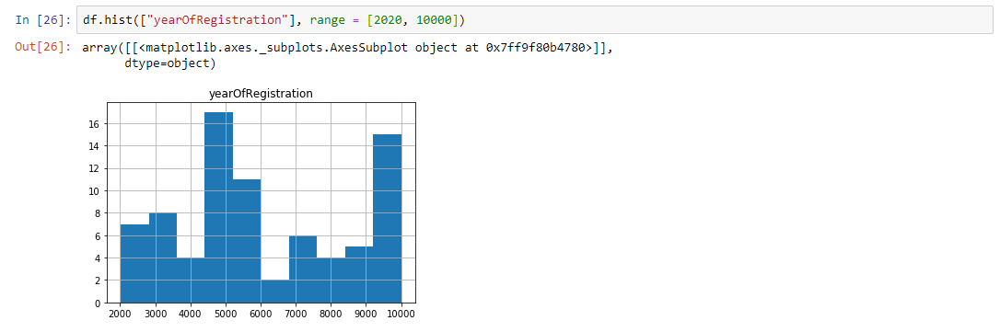 In [26]: df.hist(["yearOfRegistration"], range = [2020, 10000])
Out[26]: array([[<matplotlib.axes._subplots.AxesSubplot object at 0x7ff9f80b4780>]],
dtype=object)
yearOfRegistration
16
14
12
10
8
6
4
2
0
2000 3000 4000 5000 6000 7000 8000 9000 10000